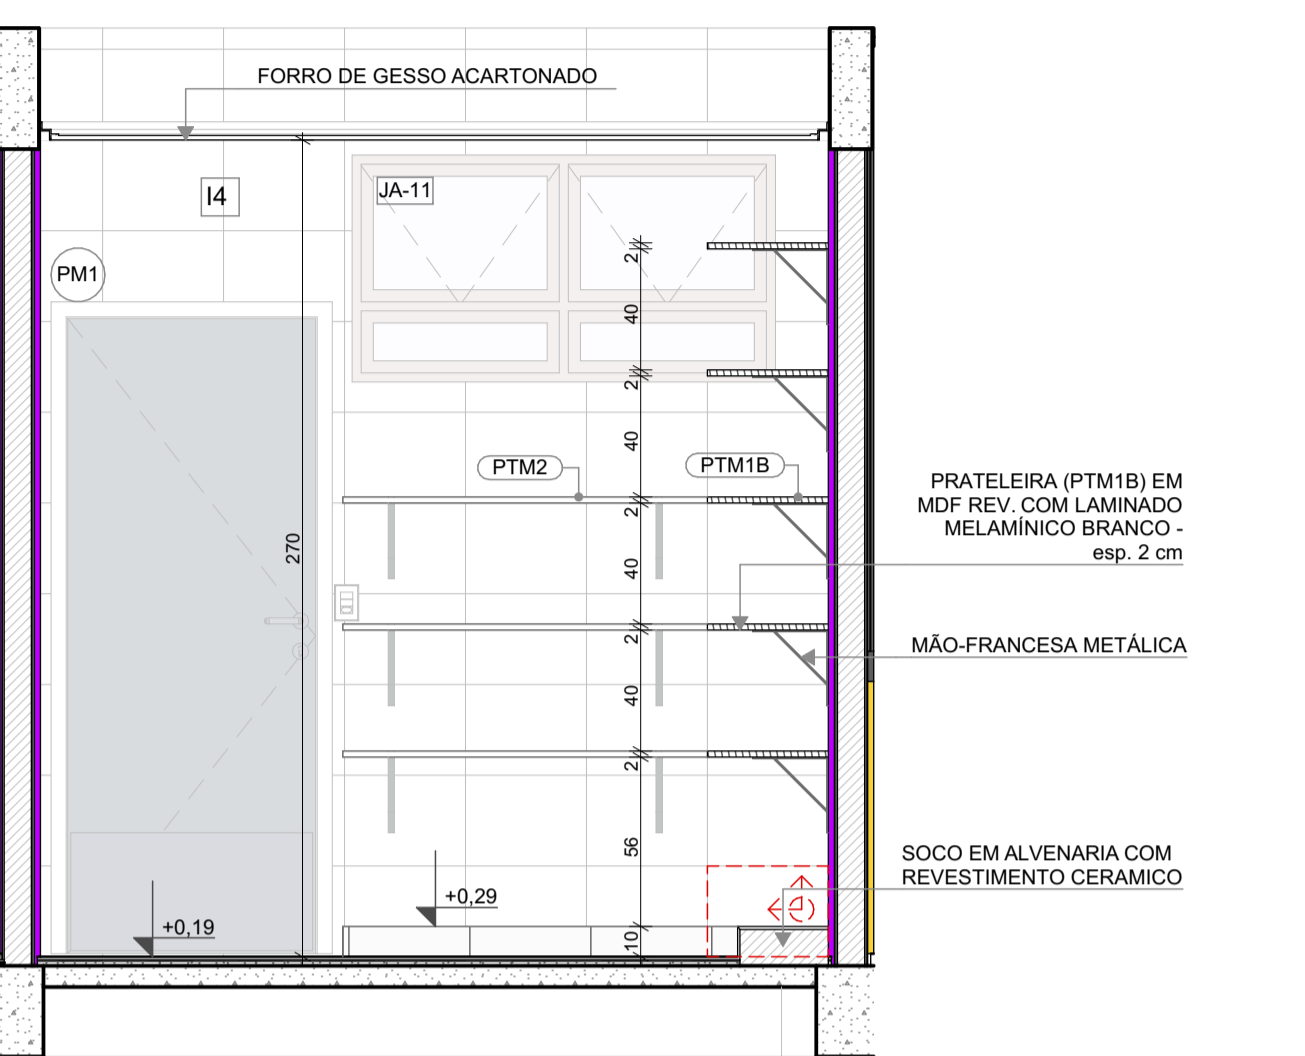 FORRO DE GESSO ACARTONADO
I4
JA-11
PM1
2
40
2
40
PTM2
PTM1B
2
270
40
2
40
2
56
10
+0,29
+0,19
PRATELEIRA (PTM1B) EM
MDF REV. COM LAMINADO
MELAMÍNICO BRANCO -
esp. 2 cm
MÃO-FRANCESA METÁLICA
SOCO EM ALVENARIA COM
REVESTIMENTO CERAMICO